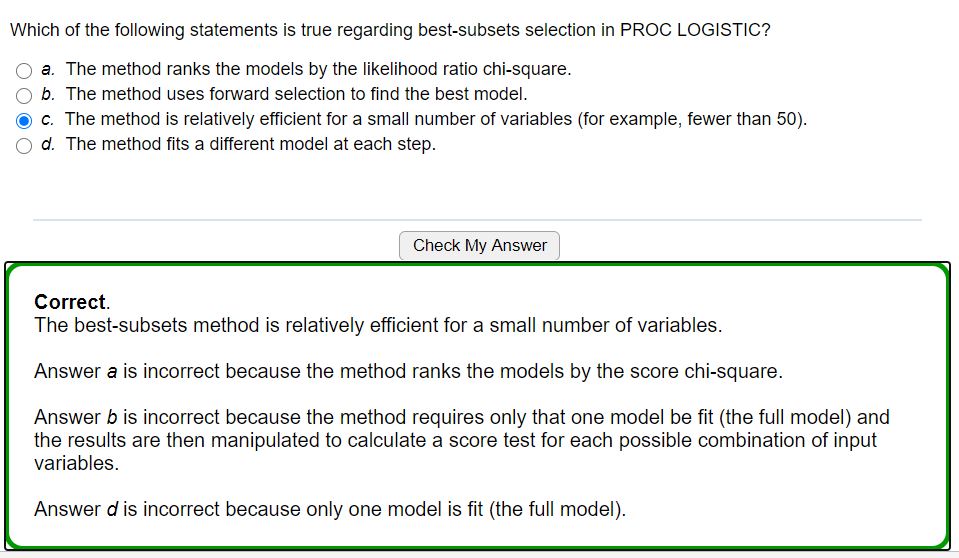 Which of the following statements is true regarding best-subsets selection in PROC LOGISTIC?
a. The method ranks the models by the likelihood ratio chi-square.
b. The method uses forward selection to find the best model.
c. The method is relatively efficient for a small number of variables (for example, fewer than 50).
d. The method fits a different model at each step.
Check My Answer
Correct.
The best-subsets method is relatively efficient for a small number of variables.
Answer a is incorrect because the method ranks the models by the score chi-square.
Answer b is incorrect because the method requires only that one model be fit (the full model) and
the results are then manipulated to calculate a score test for each possible combination of input
variables.
Answer d is incorrect because only one model is fit (the full model).